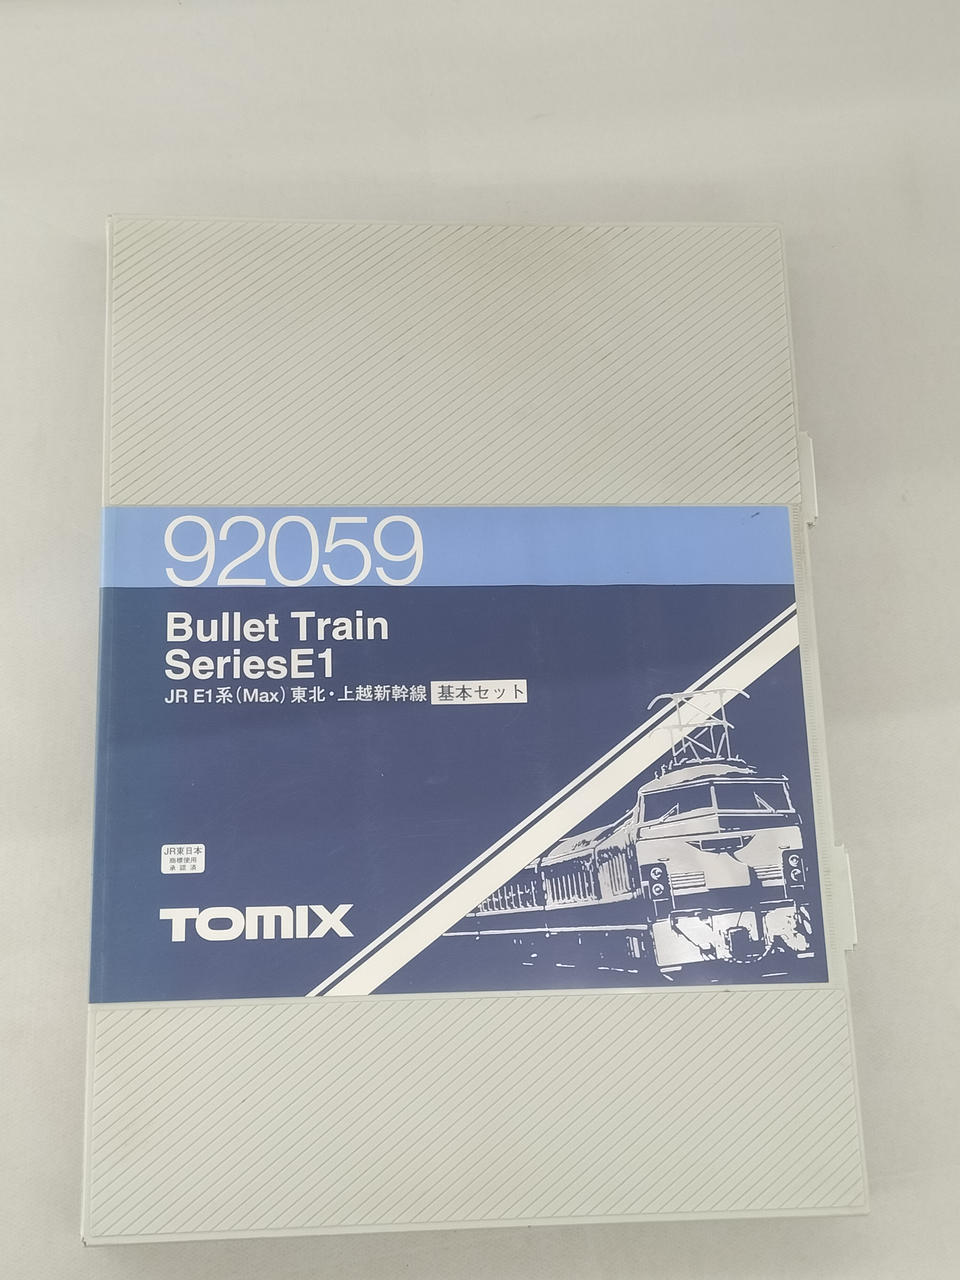 92059
Bullet Train
SeriesE1
JR E1系(Max)東北・上越新幹線 基本セット
JR東日本
商標使用
承認済
TOMIX